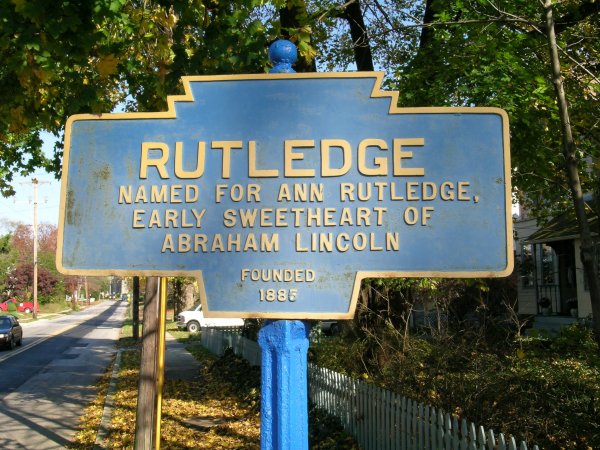 RUTLEDGE
NAMED FOR ANN RUTLEDGE,
EARLY SWEETHEART OF
ABRAHAM LINCOLN
FOUNDED
1885